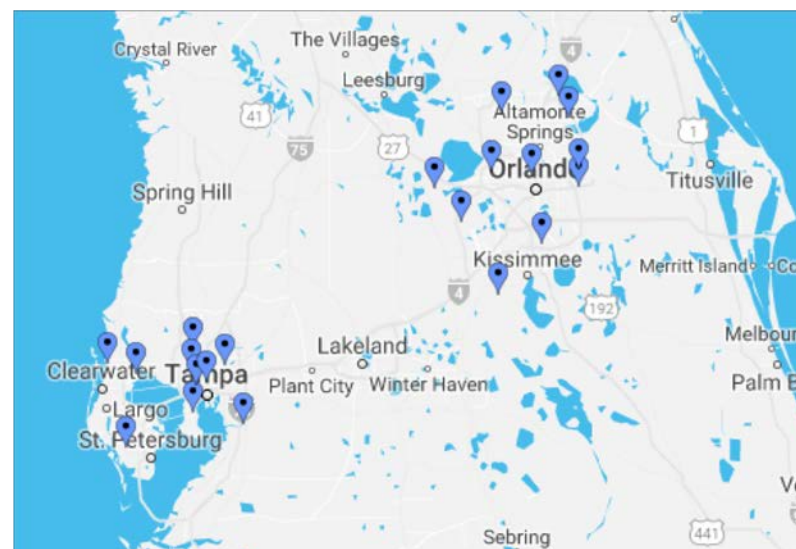 Crystal River
The Villages
Leesburg
4
41
75
27
Altamonte
Springs
1
Orlando
Titusville
Spring Hill
Kissimmee
Merritt Island
4
192
Lakeland
Clearwater
Tampa
Plant City
Winter Haven
Largo
St. Petersburg
Melbou
Palm B
Sebring
441